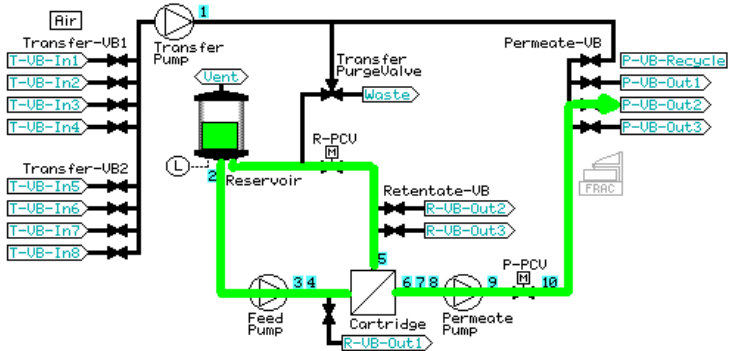 Air
1
Transfer-VB1
Transfer
Pump
Permeate-VB
T-VB-In1
T-VB-In2
T-VB-In3
T-VB-In4
Vent
Transfer
PurgeValve
Waste
P-VB-Recycle
P-VB-Out1
P-VB-Out2
P-VB-Out3
R-PCV
M
L
2
Reservoir
Transfer-VB2
T-VB-In5
T-VB-In6
T-VB-In7
T-VB-In8
Retentate-VB
R-VB-Out2
R-VB-Out3
FRAC
5
P-PCV
M
3 4
6 7 8
9
10
Feed
Pump
Cartridge
Permeate
Pump
R-VB-Out1